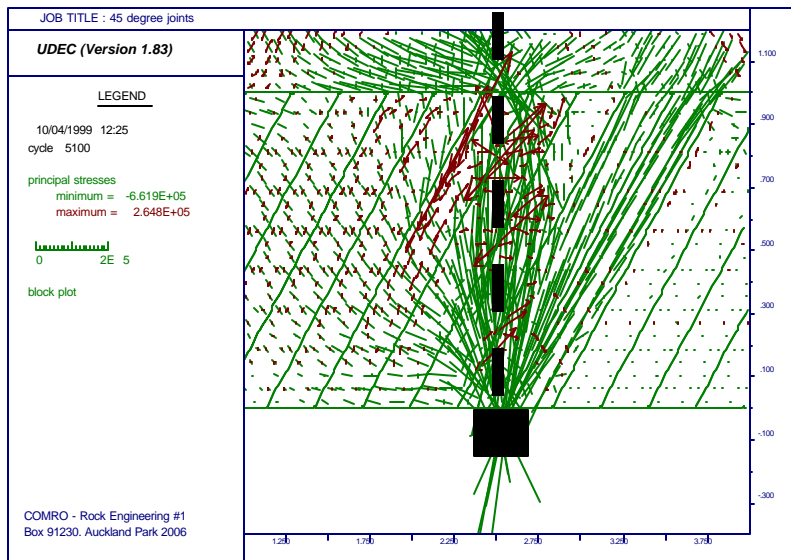 JOB TITLE : 45 degree joints
UDEC (Version 1.83)
LEGEND
10/04/1999 12:25
cycle 5100
principal stresses
minimum = -6.619E+05
maximum = 2.648E+05
0 2E 5
block plot
COMRO - Rock Engineering #1
Box 91230. Auckland Park 2006
1.100
.900
.700
.500
.300
.100
-.100
-.300
1.250 1.750 2.250 2.750 3.250 3.750